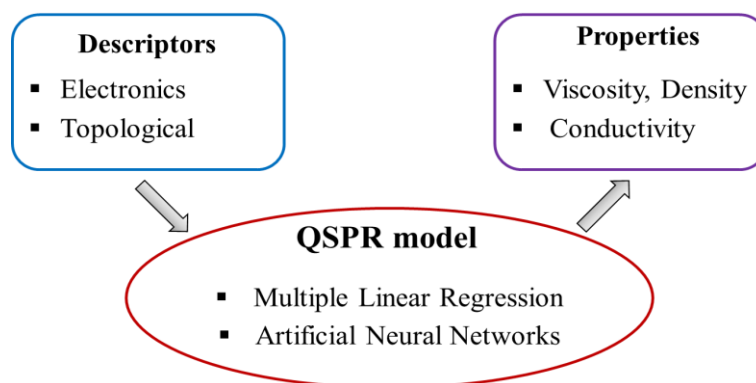 Descriptors
▪ Electronics
▪ Topological
Properties
▪ Viscosity, Density
▪ Conductivity
QSPR model
▪ Multiple Linear Regression
▪ Artificial Neural Networks